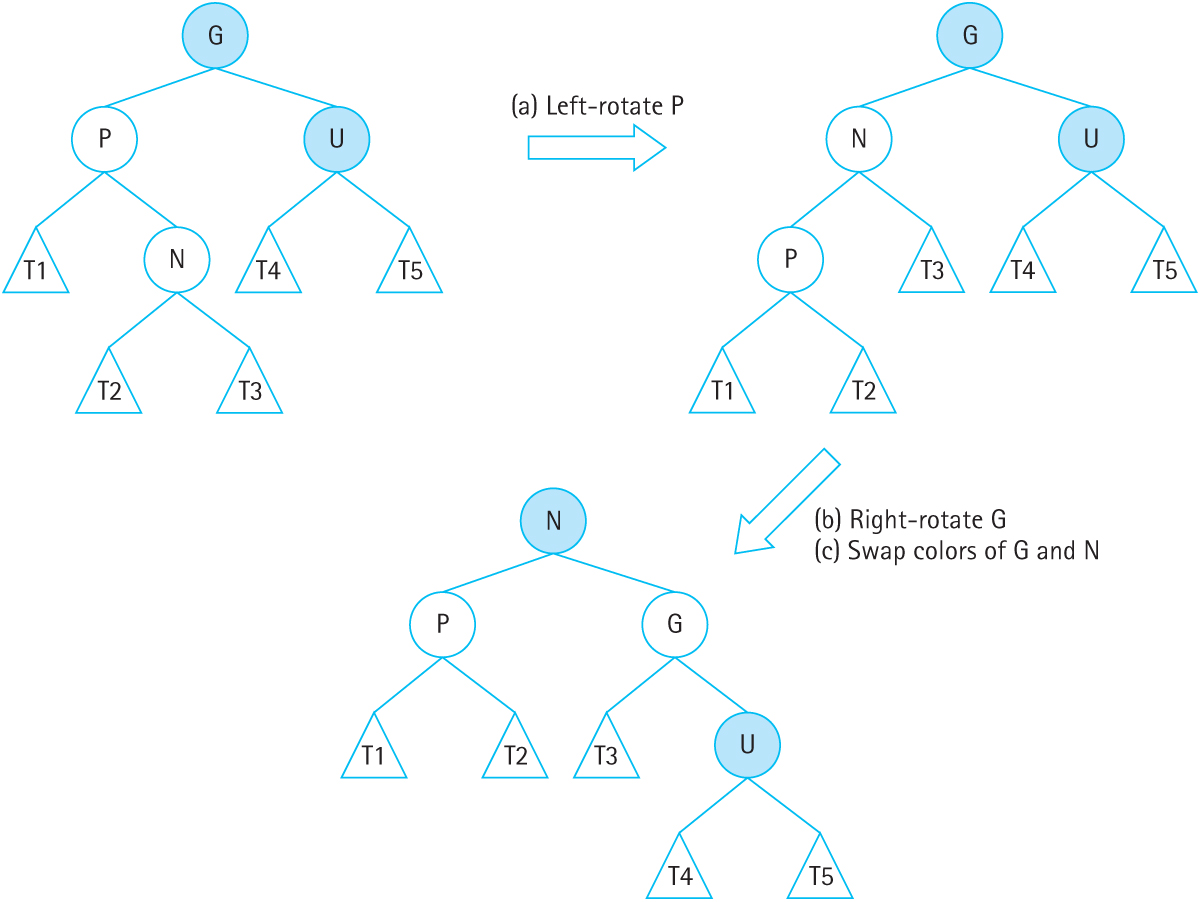 G
P
U
T1
N
T4
T5
T2
T3
(a) Left-rotate P
G
N
U
P
T3
T4
T5
T1
T2
(b) Right-rotate G
(c) Swap colors of G and N
N
P
G
T1
T2
T3
U
T4
T5